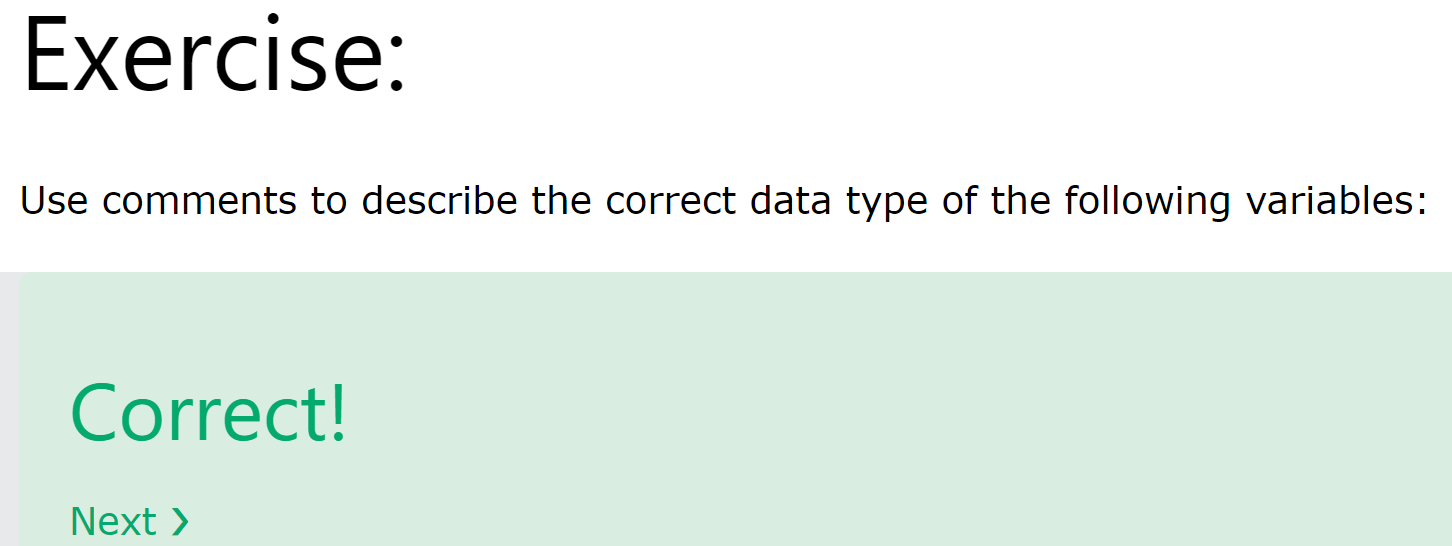 Exercise:
Use comments to describe the correct data type of the following variables:
Correct!
Next ❯